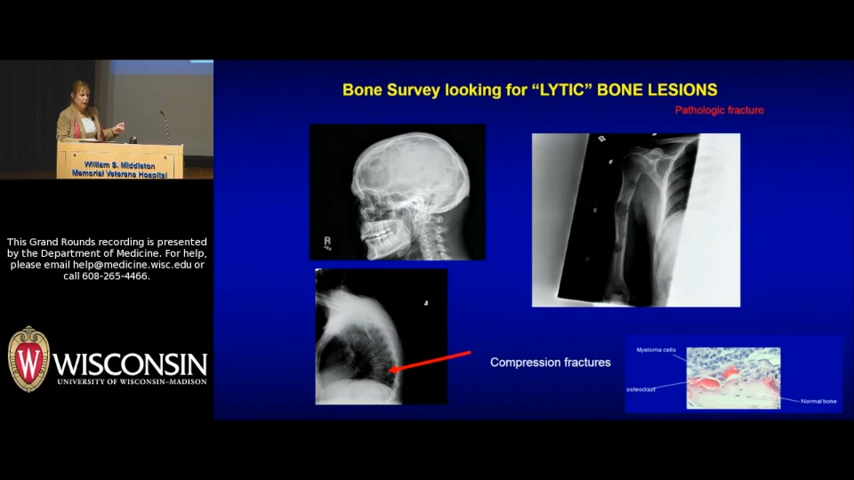 Bone Survey looking for “LYTIC” BONE LESIONS
Pathologic fracture
William S. Middleton
Memorial Veterans Hospital
R
This Grand Rounds recording is presented
by the Department of Medicine. For help,
please email help@medicine.wisc.edu or
call 608-265-4466.
W WISCONSIN
UNIVERSITY OF WISCONSIN–MADISON
Compression fractures
Myeloma cells
osteoclast
Normal bone